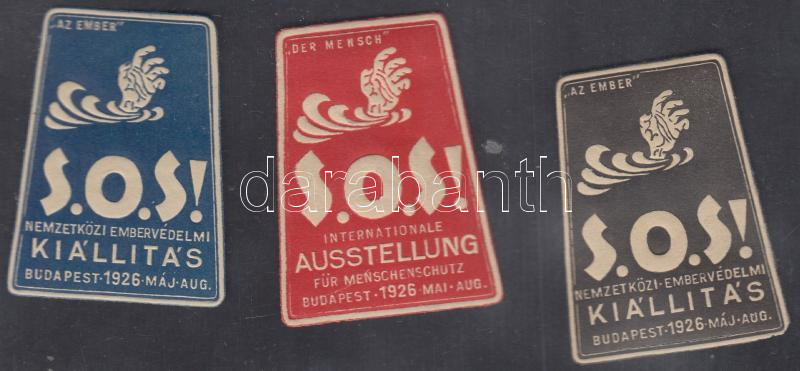 „AZ EMBER"
S.O.S!
NEMZETKÖZI EMBERVÉDELMI
KIÁLLITÁS
BUDAPEST·1926·MÁJ·AUG.
„DER MENSCH"
S.O.S!
INTERNATIONALE
AUSSTELLUNG
FÜR MENSCHENSCHUTZ
BUDAPEST·1926·MAI·AUG.
„AZ EMBER"
S.O.S!
NEMZETKÖZI·EMBERVÉDELMI
KIÁLLITÁS
BUDAPEST·1926·MÁJ·AUG.
darabanth